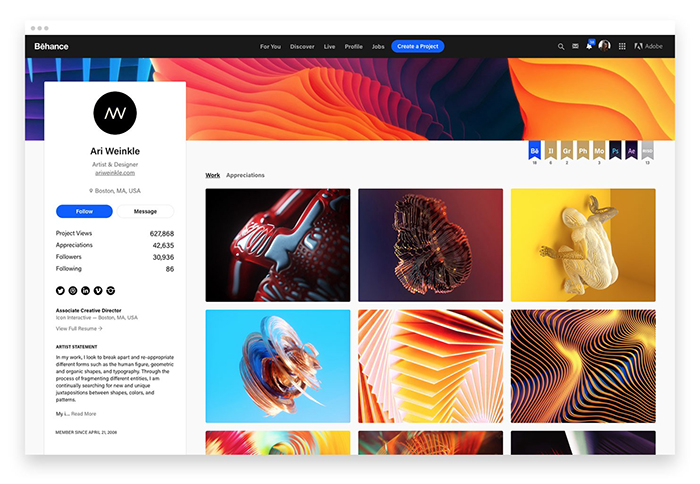 Bēhance
For You Discover Live Profile Jobs Create a Project
Adobe
AW
Ari Weinkle
Artist & Designer
ariweinkle.com
Boston, MA, USA
Follow Message
Project Views 627,868
Appreciations 42,635
Followers 30,936
Following 86
Associate Creative Director
Icon Interactive — Boston, MA, USA
View Full Resume →
ARTIST STATEMENT
In my work, I look to break apart and re-appropriate
different forms such as the human figure, geometric
and organic shapes, and typography. Through the
process of fragmenting different entities, I am
continually searching for new and unique
juxtapositions between shapes, colors, and
patterns.
My i... Read More
MEMBER SINCE APRIL 21, 2008
Bē Il Gr Ph Mo Ps Ae
18 6 2 3 13
Work Appreciations